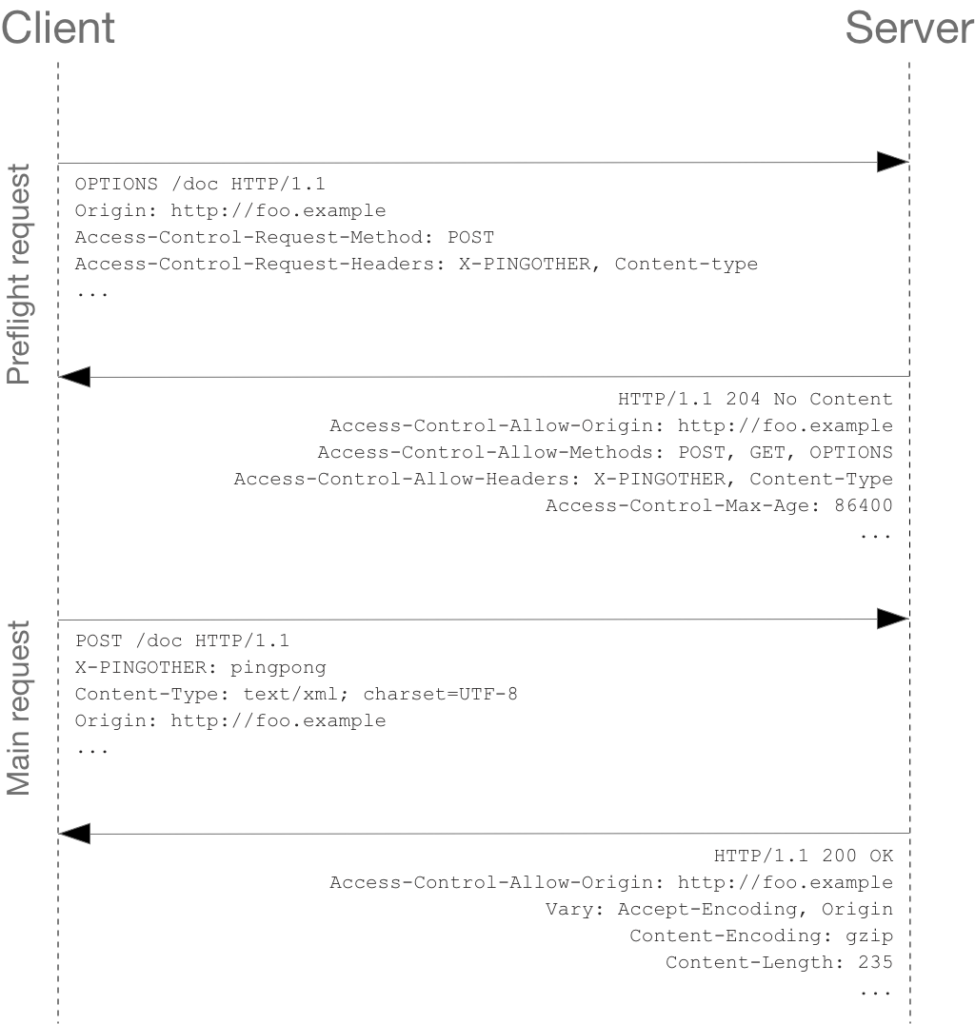 Client
Server
Preflight request
OPTIONS /doc HTTP/1.1
Origin: http://foo.example
Access-Control-Request-Method: POST
Access-Control-Request-Headers: X-PINGOTHER, Content-type
...
HTTP/1.1 204 No Content
Access-Control-Allow-Origin: http://foo.example
Access-Control-Allow-Methods: POST, GET, OPTIONS
Access-Control-Allow-Headers: X-PINGOTHER, Content-Type
Access-Control-Max-Age: 86400
...
Main request
POST /doc HTTP/1.1
X-PINGOTHER: pingpong
Content-Type: text/xml; charset=UTF-8
Origin: http://foo.example
...
HTTP/1.1 200 OK
Access-Control-Allow-Origin: http://foo.example
Vary: Accept-Encoding, Origin
Content-Encoding: gzip
Content-Length: 235
...